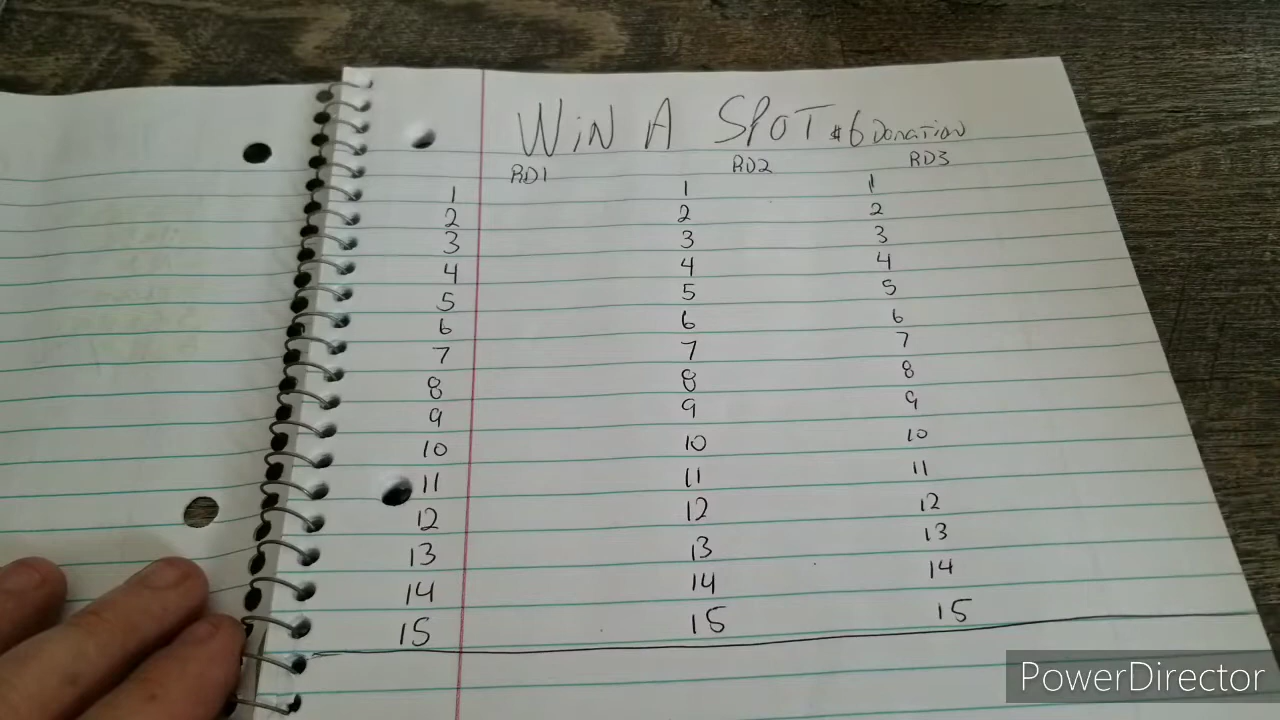 WiN A SPOT $6 Donation
RD1 RD2 RD3
1 1 1
2 2 2
3 3 3
4 4 4
5 5 5
6 6 6
7 7 7
8 8 8
9 9 9
10 10 10
11 11 11
12 12 12
13 13 13
14 14 14
15 15 15
PowerDirector